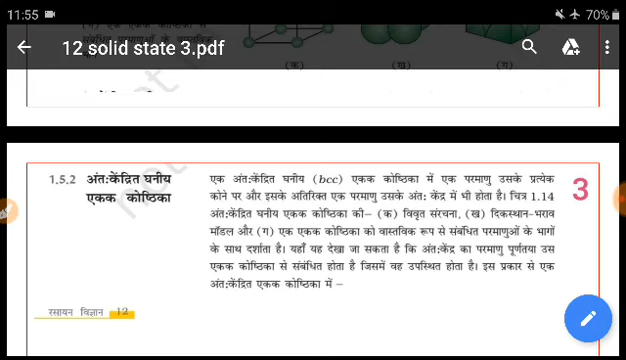 11:55
70%
12 solid state 3.pdf
(क) (ख) (ग)
1.5.2 अंतःकेंद्रित घनीय
एकक कोष्ठिका
एक अंतःकेंद्रित घनीय (bcc) एकक कोष्ठिका में एक परमाणु उसके प्रत्येक
कोने पर और इसके अतिरिक्त एक परमाणु उसके अंतः केंद्र में भी होता है। चित्र 1.14
अंतःकेंद्रित घनीय एकक कोष्ठिका की– (क) विवृत संरचना, (ख) दिक्स्थान-भराव
मॉडल और (ग) एक एकक कोष्ठिका को वास्तविक रूप से संबंधित परमाणुओं के भागों
के साथ दर्शाता है। यहाँ यह देखा जा सकता है कि अंतःकेंद्र का परमाणु पूर्णतया उस
एकक कोष्ठिका से संबंधित होता है जिसमें वह उपस्थित होता है। इस प्रकार से एक
अंतःकेंद्रित एकक कोष्ठिका में –
3
रसायन विज्ञान 12